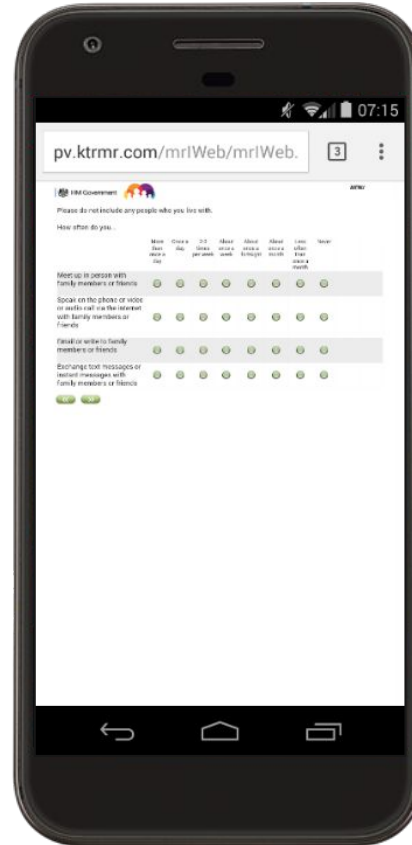 07:15
pv.ktrmr.com/mrIWeb/mrIWeb.
3
HM Government
Please do not include any people who you live with.
How often do you...
More than once a day
Once a day
2-3 times per week
About once a week
About once a fortnight
About once a month
Less often than once a month
Never
Meet up in person with
family members or friends
Speak on the phone or video
or audio call via the internet
with family members or
friends
Email or write to family
members or friends
Exchange text messages or
instant messages with
family members or friends